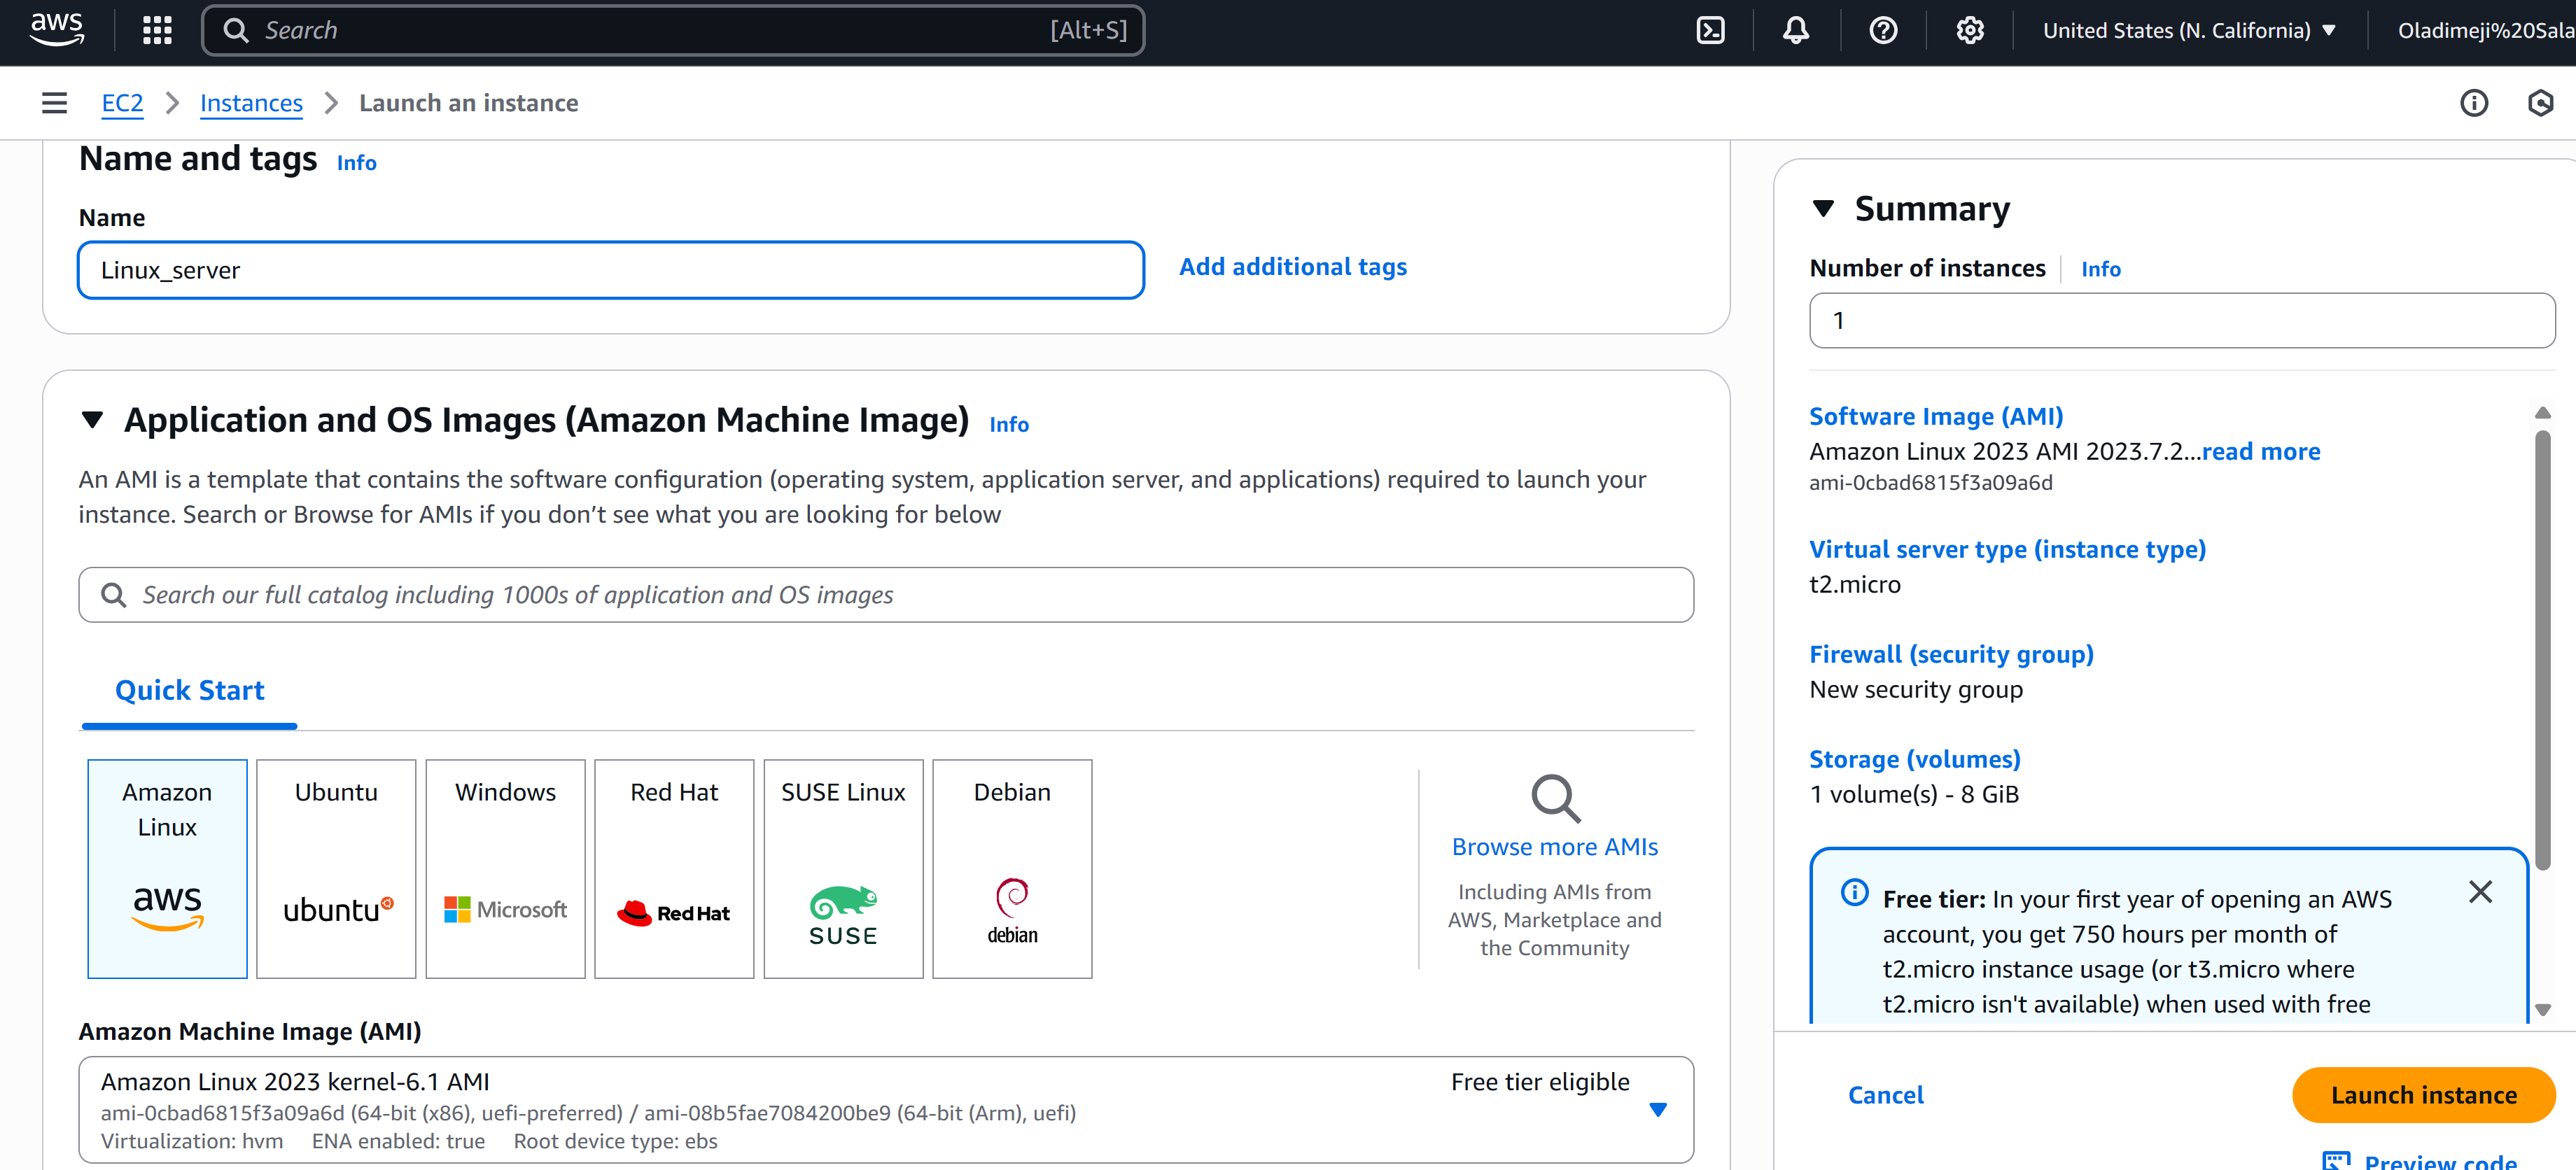 aws
Search [Alt+S]
United States (N. California)
Oladimeji%20Sala
EC2 Instances Launch an instance
Name and tags Info
Name
Linux_server
Add additional tags
Application and OS Images (Amazon Machine Image) Info
An AMI is a template that contains the software configuration (operating system, application server, and applications) required to launch your
instance. Search or Browse for AMIs if you don’t see what you are looking for below
Search our full catalog including 1000s of application and OS images
Quick Start
Amazon
Linux
aws
Ubuntu
ubuntu
Windows
Microsoft
Red Hat
Red Hat
SUSE Linux
SUSE
Debian
debian
Browse more AMIs
Including AMIs from
AWS, Marketplace and
the Community
Amazon Machine Image (AMI)
Amazon Linux 2023 kernel-6.1 AMI
Free tier eligible
ami-0cbad6815f3a09a6d (64-bit (x86), uefi-preferred) / ami-08b5fae7084200be9 (64-bit (Arm), uefi)
Virtualization: hvm ENA enabled: true Root device type: ebs
Summary
Number of instances Info
1
Software Image (AMI)
Amazon Linux 2023 AMI 2023.7.2...read more
ami-0cbad6815f3a09a6d
Virtual server type (instance type)
t2.micro
Firewall (security group)
New security group
Storage (volumes)
1 volume(s) - 8 GiB
Free tier: In your first year of opening an AWS
account, you get 750 hours per month of
t2.micro instance usage (or t3.micro where
t2.micro isn't available) when used with free
Cancel
Launch instance
Preview code